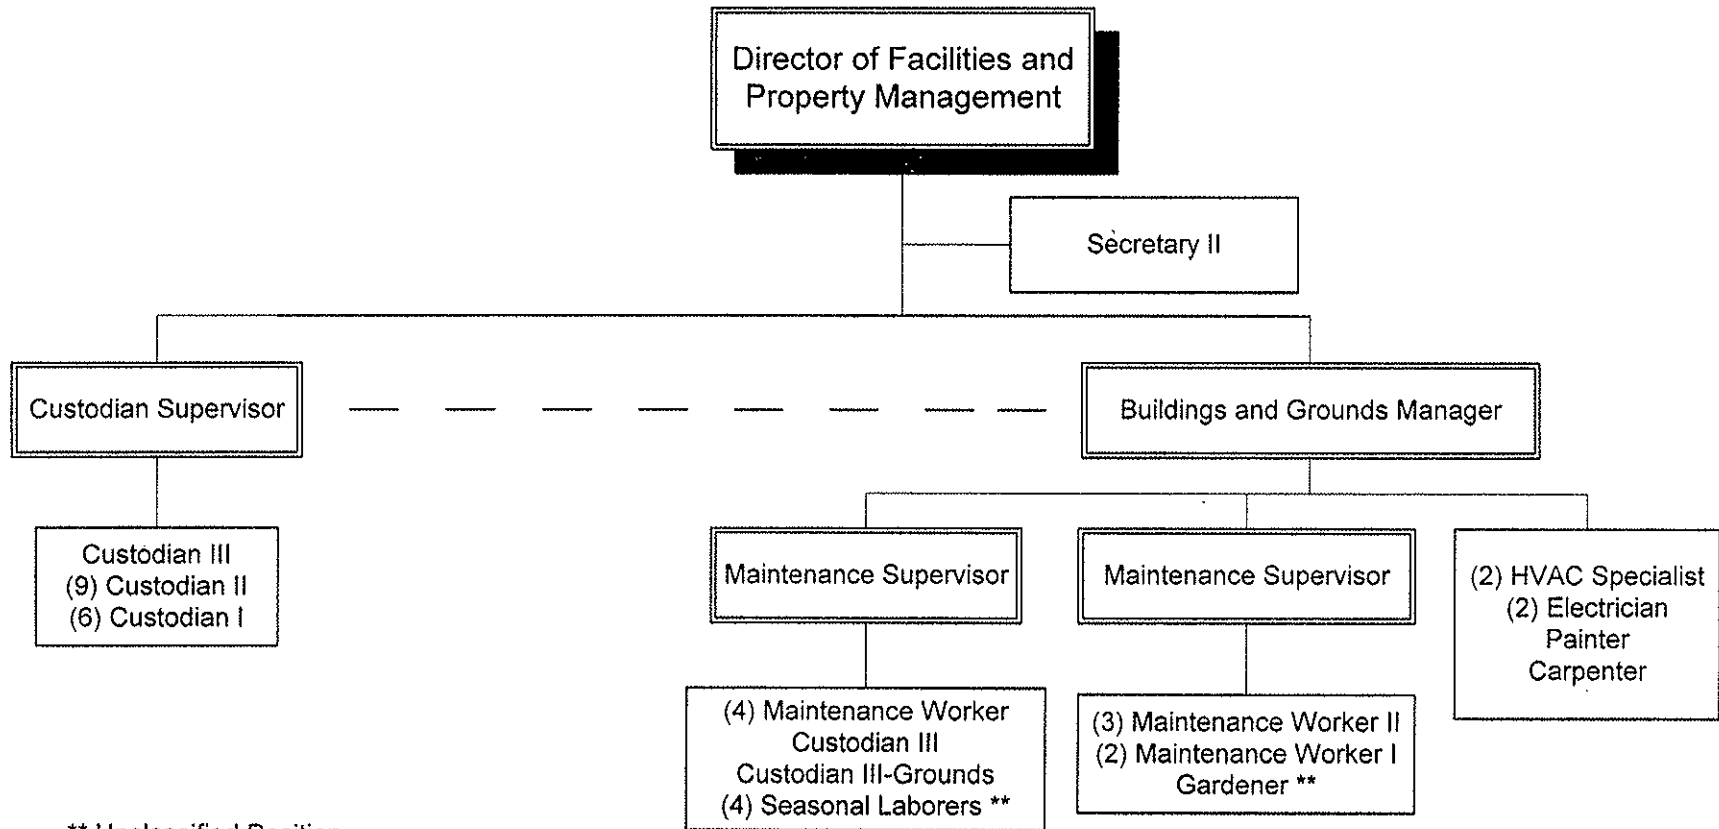 Director of Facilities and
Property Management
Secretary II
Custodian Supervisor
Buildings and Grounds Manager
Custodian III
(9) Custodian II
(6) Custodian I
Maintenance Supervisor
Maintenance Supervisor
(2) HVAC Specialist
(2) Electrician
Painter
Carpenter
(4) Maintenance Worker
Custodian III
Custodian III-Grounds
(4) Seasonal Laborers **
(3) Maintenance Worker II
(2) Maintenance Worker I
Gardener **
** Unclassified Position